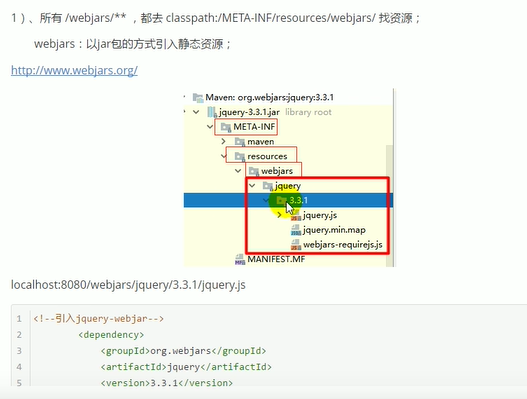 1）、所有 /webjars/** ，都去 classpath:/META-INF/resources/webjars/ 找资源；
webjars：以jar包的方式引入静态资源；
http://www.webjars.org/
Maven: org.webjars:jquery:3.3.1
jquery-3.3.1.jar library root
META-INF
maven
resources
webjars
jquery
3.3.1
jquery.js
jquery.min.map
webjars-requirejs.js
MANIFEST.MF
localhost:8080/webjars/jquery/3.3.1/jquery.js
1 <!--引入jquery-webjar-->
2 <dependency>
3 <groupId>org.webjars</groupId>
4 <artifactId>jquery</artifactId>
5 <version>3.3.1</version>